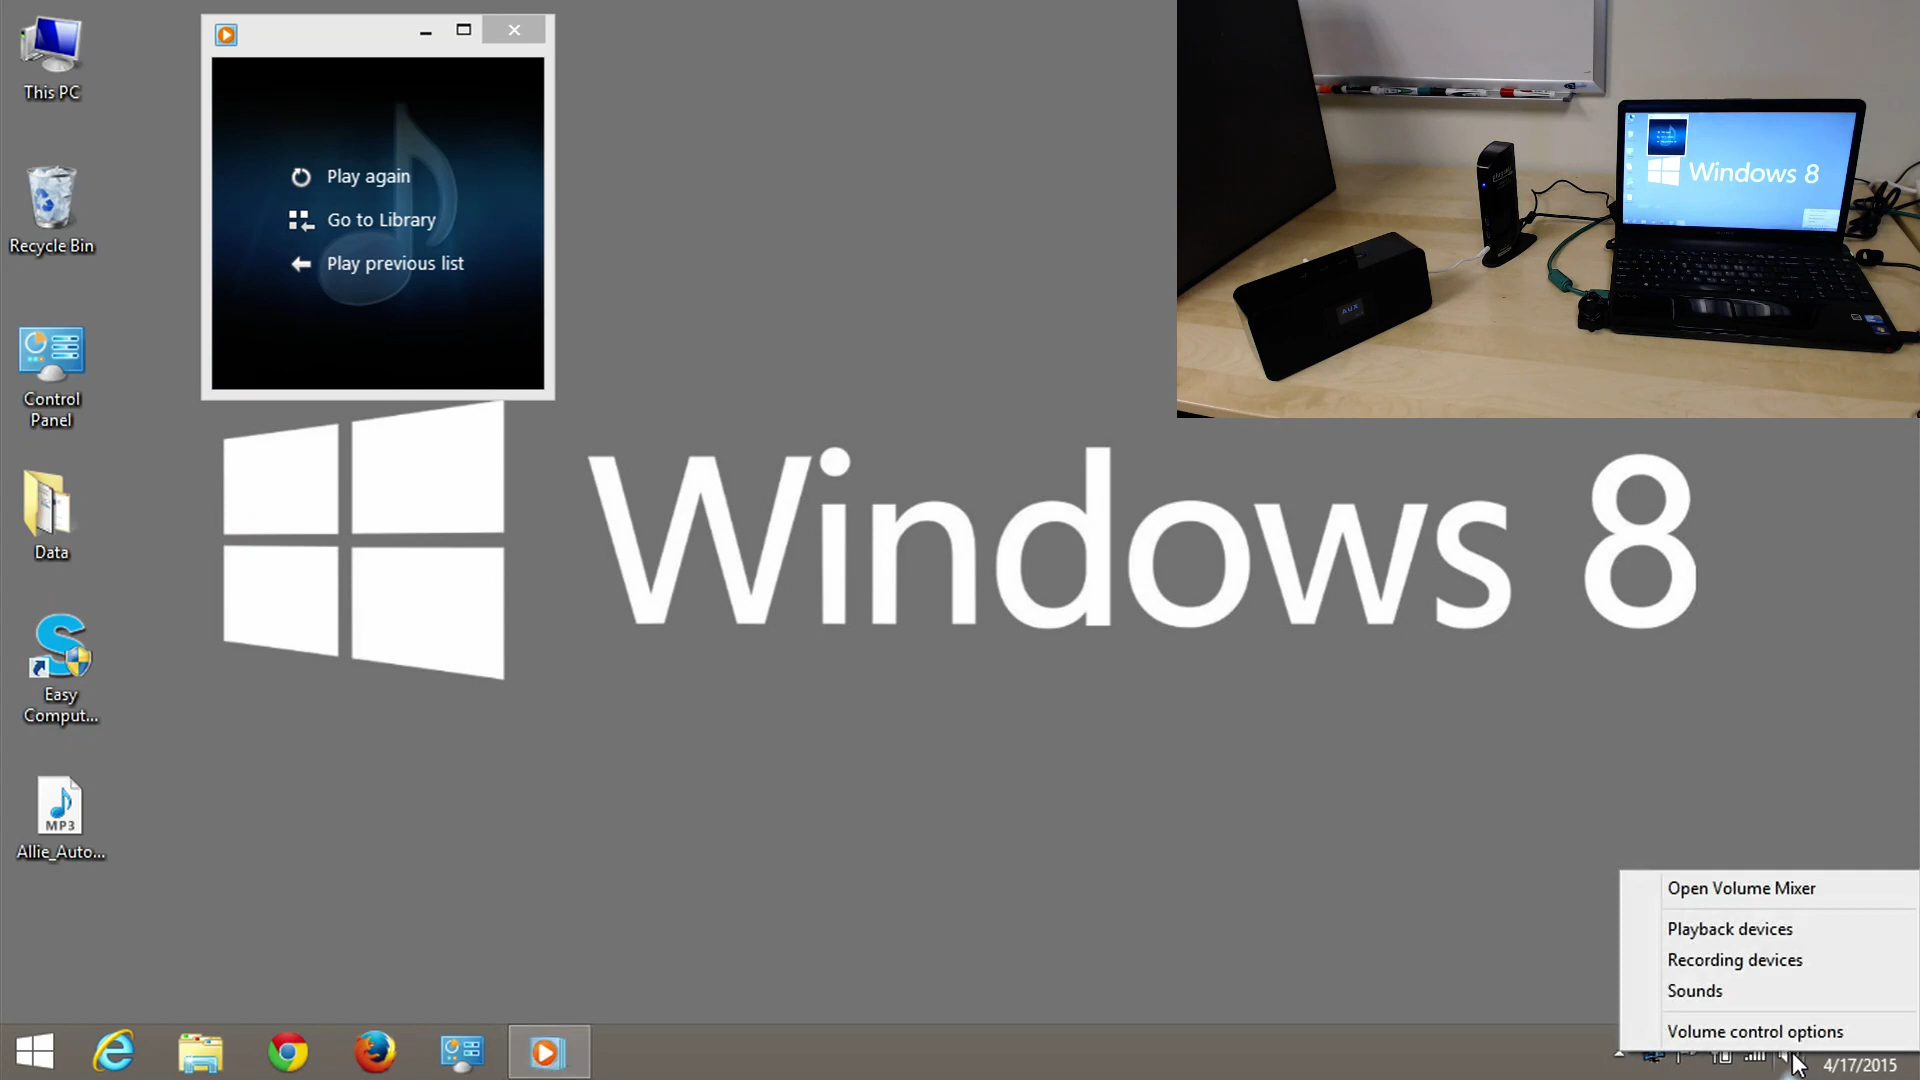 This PC
Recycle Bin
Control
Panel
Data
Easy
Comput...
MP3
Allie_Auto...
Play again
Go to Library
Play previous list
Windows 8
AUX
Windows 8
Open Volume Mixer
Playback devices
Recording devices
Sounds
Volume control options
4/17/2015